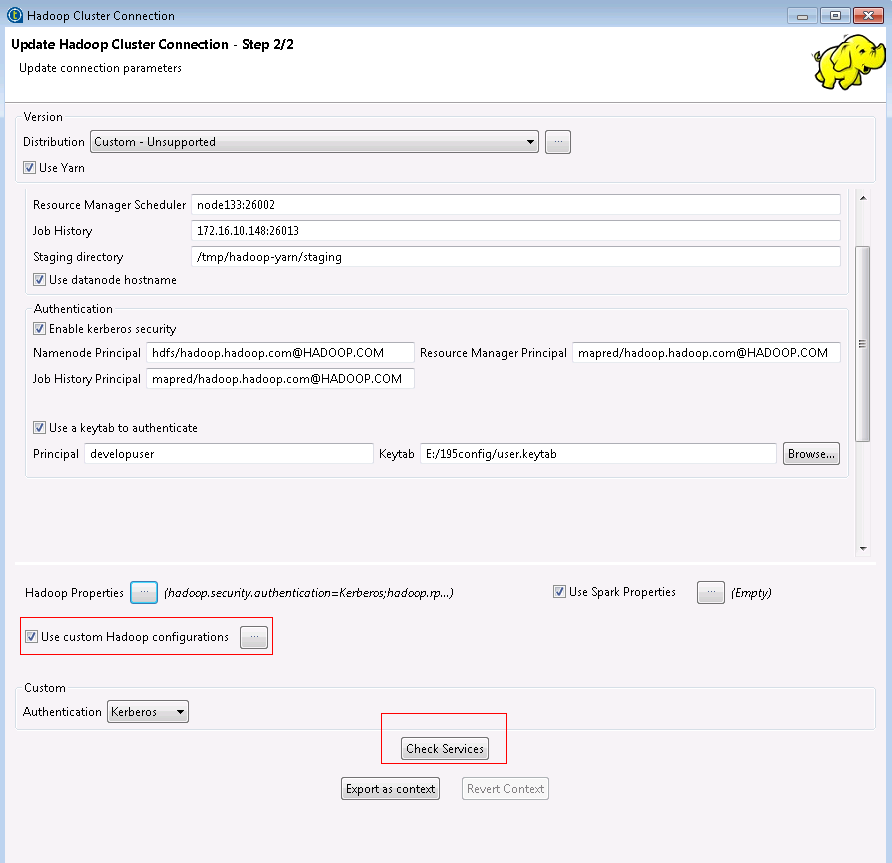 Hadoop Cluster Connection
Update Hadoop Cluster Connection - Step 2/2
Update connection parameters
Version
Distribution Custom - Unsupported ...
Use Yarn
Resource Manager Scheduler node133:26002
Job History 172.16.10.148:26013
Staging directory /tmp/hadoop-yarn/staging
Use datanode hostname
Authentication
Enable kerberos security
Namenode Principal hdfs/hadoop.hadoop.com@HADOOP.COM Resource Manager Principal mapred/hadoop.hadoop.com@HADOOP.COM
Job History Principal mapred/hadoop.hadoop.com@HADOOP.COM
Use a keytab to authenticate
Principal developuser Keytab E:/195config/user.keytab Browse...
Hadoop Properties ... (hadoop.security.authentication=Kerberos;hadoop.rp...) Use Spark Properties ... (Empty)
Use custom Hadoop configurations ...
Custom
Authentication Kerberos
Check Services
Export as context Revert Context